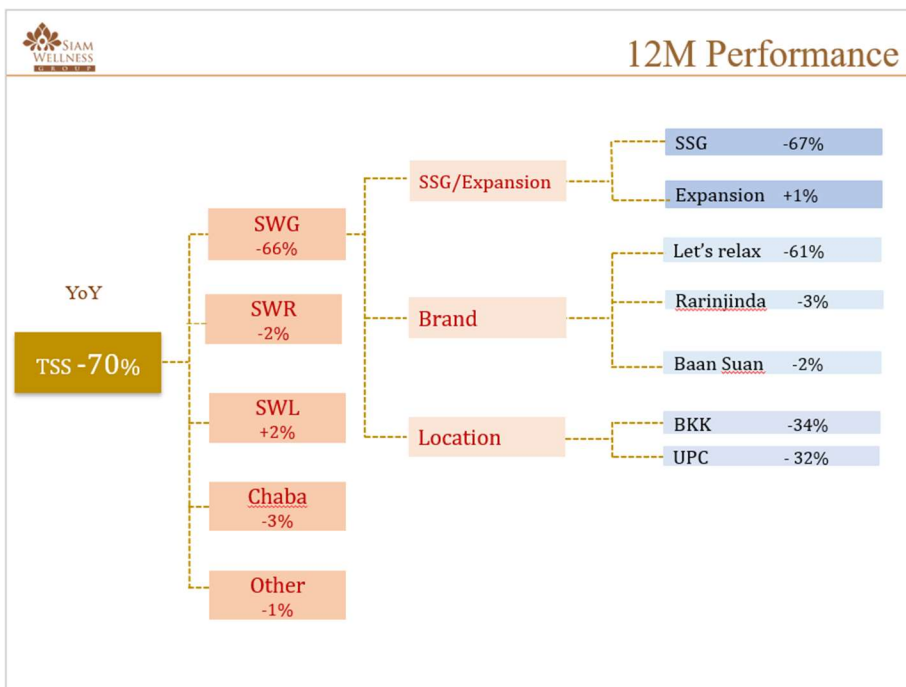 SIAM
WELLNESS
GROUP
12M Performance
YoY
TSS -70%
SWG
-66%
SWR
-2%
SWL
+2%
Chaba
-3%
Other
-1%
SSG/Expansion
Brand
Location
SSG -67%
Expansion +1%
Let's relax -61%
Rarinjinda -3%
Baan Suan -2%
BKK -34%
UPC - 32%